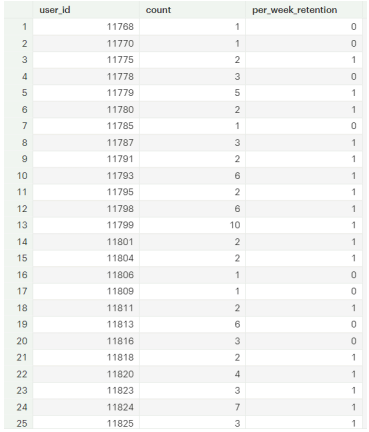 user_id count per_week_retention
1 11768 1 0
2 11770 1 0
3 11775 2 1
4 11778 3 0
5 11779 5 1
6 11780 2 1
7 11785 1 0
8 11787 3 1
9 11791 2 1
10 11793 6 1
11 11795 2 1
12 11798 6 1
13 11799 10 1
14 11801 2 1
15 11804 2 1
16 11806 1 0
17 11809 1 0
18 11811 2 1
19 11813 6 0
20 11816 3 0
21 11818 2 1
22 11820 4 1
23 11823 3 1
24 11824 7 1
25 11825 3 1